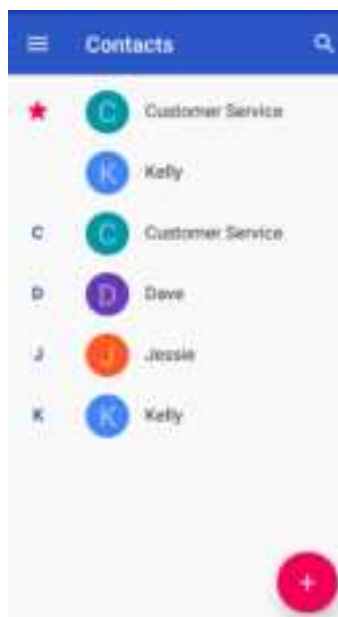 Contacts
C Customer Service
K Kelly
C C Customer Service
D D Dave
J J Jessie
K K Kelly